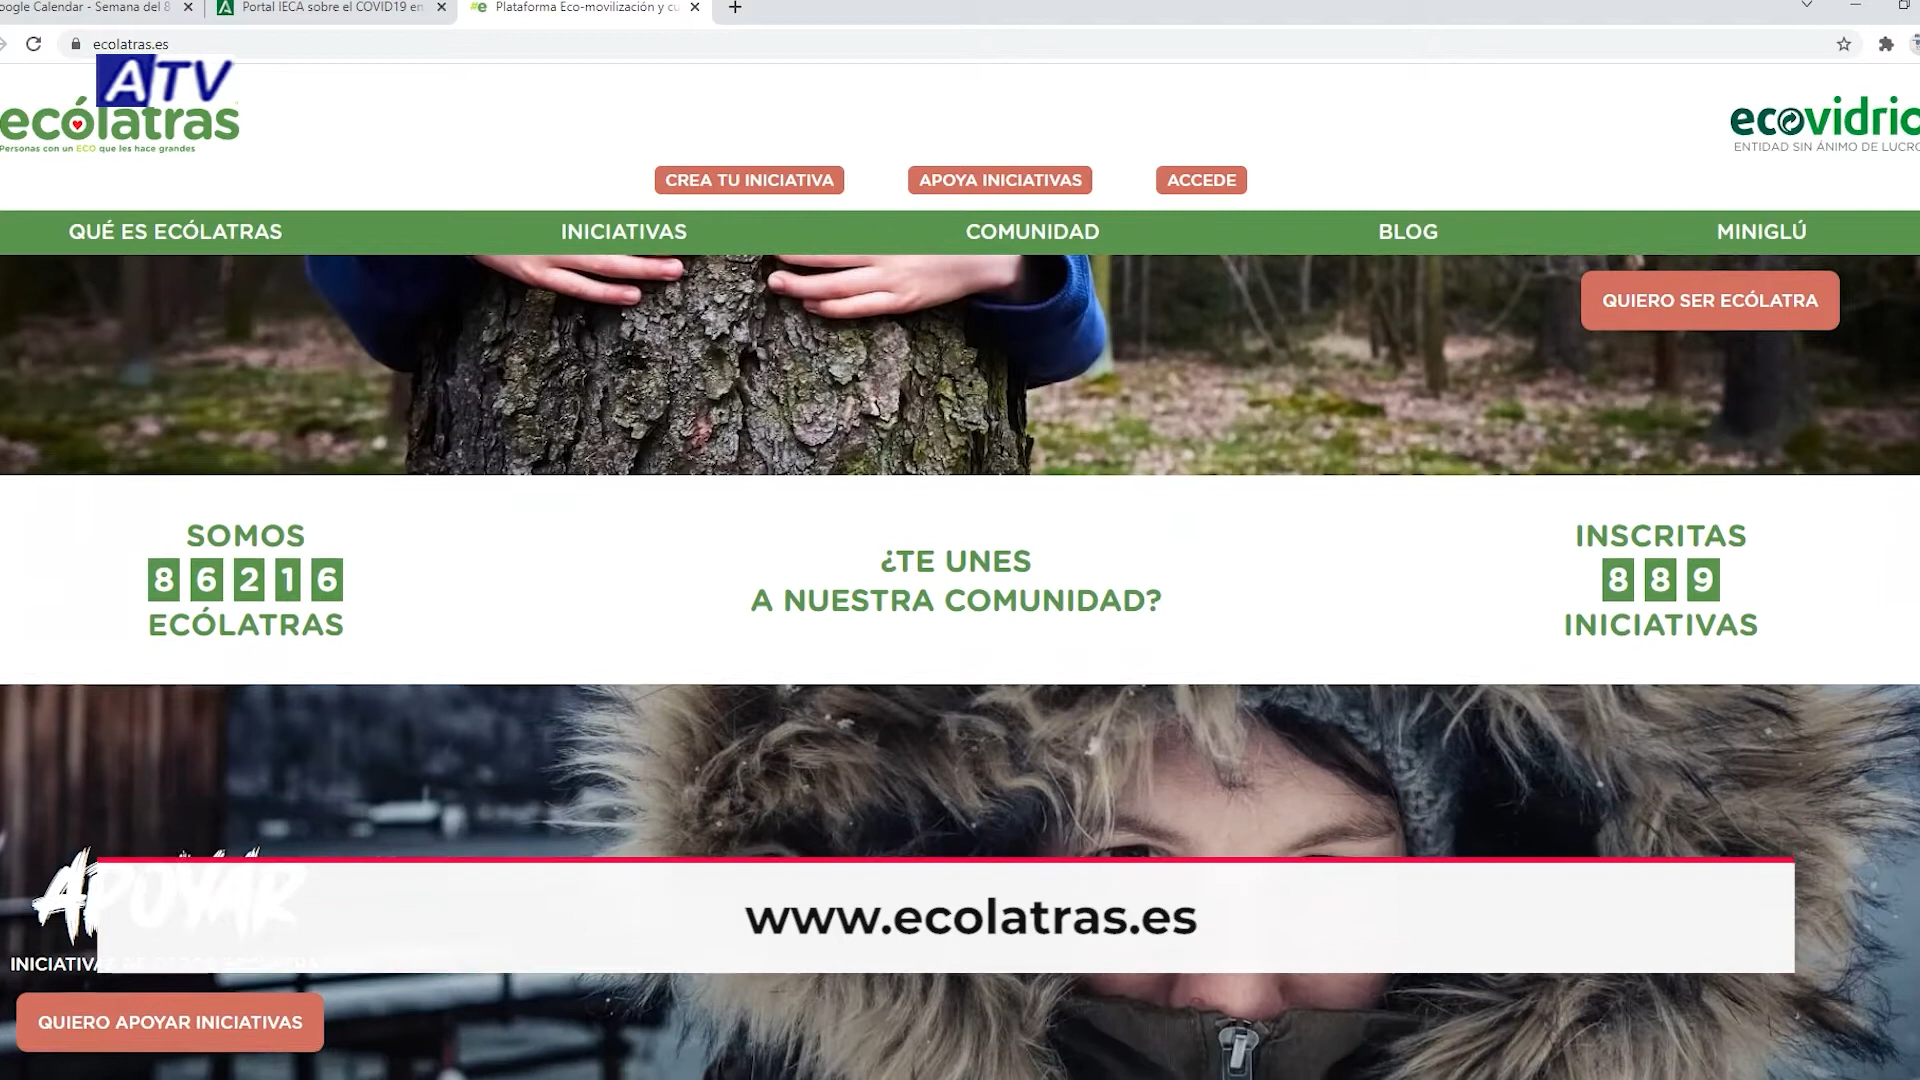 oogle Calendar - Semana del 8
Portal IECA sobre el COVID19 en
Plataforma Eco-movilización y cu
ecolatras.es
ATV
ecólatras
Personas con un ECO que les hace grandes
ecovidrio
ENTIDAD SIN ÁNIMO DE LUCRO
CREA TU INICIATIVA
APOYA INICIATIVAS
ACCEDE
QUÉ ES ECÓLATRAS
INICIATIVAS
COMUNIDAD
BLOG
MINIGLÚ
QUIERO SER ECÓLATRA
SOMOS
86216
ECÓLATRAS
¿TE UNES
A NUESTRA COMUNIDAD?
INSCRITAS
889
INICIATIVAS
APOYAR
www.ecolatras.es
INICIATIVA
QUIERO APOYAR INICIATIVAS